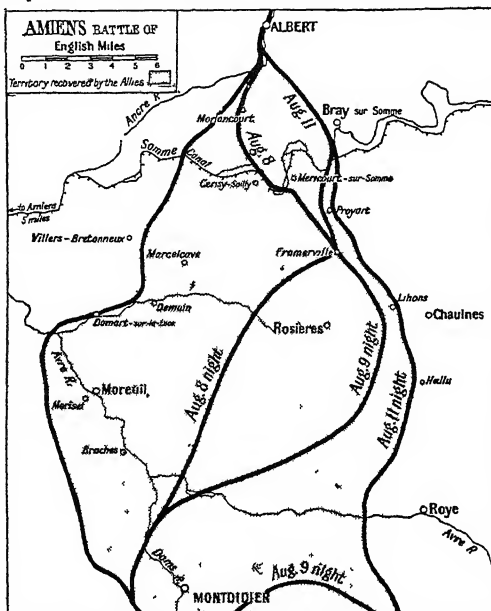 AMIENS BATTLE OF
English Miles
0 1 2 3 4 5 6
Territory recovered by the Allies
ALBERT
Ancre R.
Morlancourt
Aug. 11
Bray sur Somme
Aug. 8
Somme Canal
Cerisy-Sailly
Mericourt-sur-Somme
to Amiens
5 miles
Proyart
Villers-Bretonneux
Framerville
Marcelcave
Lihons
Demuin
Chaulnes
Domart-sur-la-Luce
Rosières
Avre R.
Aug. 8 night
Aug. 9 night
Aug. 11 night
Hallu
Moreuil
Morisel
Braches
Roye
Avre R
Doms R.
Aug. 9 night
MONTDIDIER